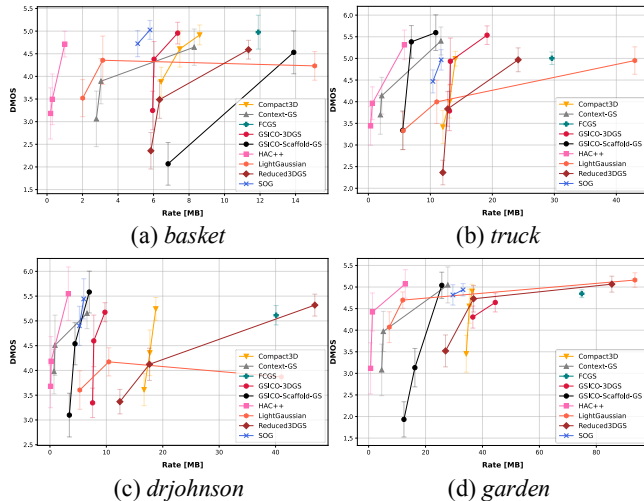 DMOS
5.5
5.0
4.5
4.0
3.5
3.0
2.5
2.0
1.5
0 2 4 6 8 10 12 14
Rate [MB]
Compact3D
Context-GS
FCGS
GSICO-3DGS
GSICO-Scaffold-GS
HAC++
LightGaussian
Reduced3DGS
SOG
(a) basket
DMOS
6.0
5.5
5.0
4.5
4.0
3.5
3.0
2.5
2.0
0 10 20 30 40
Rate [MB]
Compact3D
Context-GS
FCGS
GSICO-3DGS
GSICO-Scaffold-GS
HAC++
LightGaussian
Reduced3DGS
SOG
(b) truck
DMOS
6.0
5.5
5.0
4.5
4.0
3.5
3.0
2.5
0 10 20 30 40
Rate [MB]
Compact3D
Context-GS
FCGS
GSICO-3DGS
GSICO-Scaffold-GS
HAC++
LightGaussian
Reduced3DGS
SOG
(c) drjohnson
DMOS
5.5
5.0
4.5
4.0
3.5
3.0
2.5
2.0
1.5
0 20 40 60 80
Rate [MB]
Compact3D
Context-GS
FCGS
GSICO-3DGS
GSICO-Scaffold-GS
HAC++
LightGaussian
Reduced3DGS
SOG
(d) garden